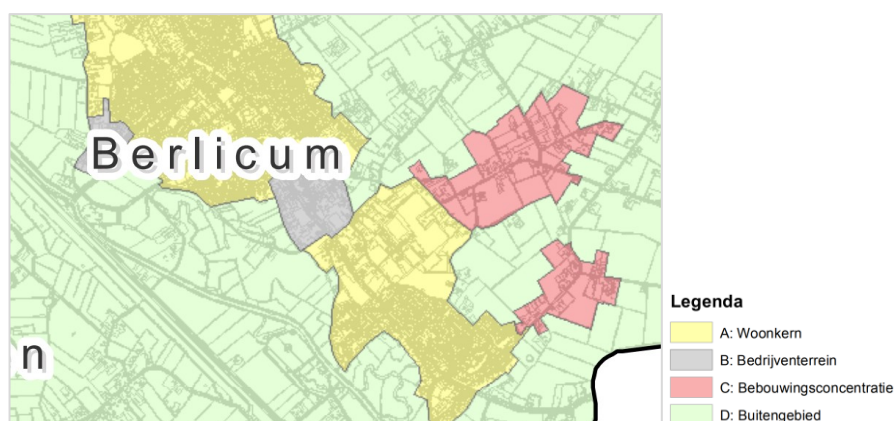 Berlicum
n
Legenda
A: Woonkern
B: Bedrijventerrein
C: Bebouwingsconcentratie
D: Buitengebied